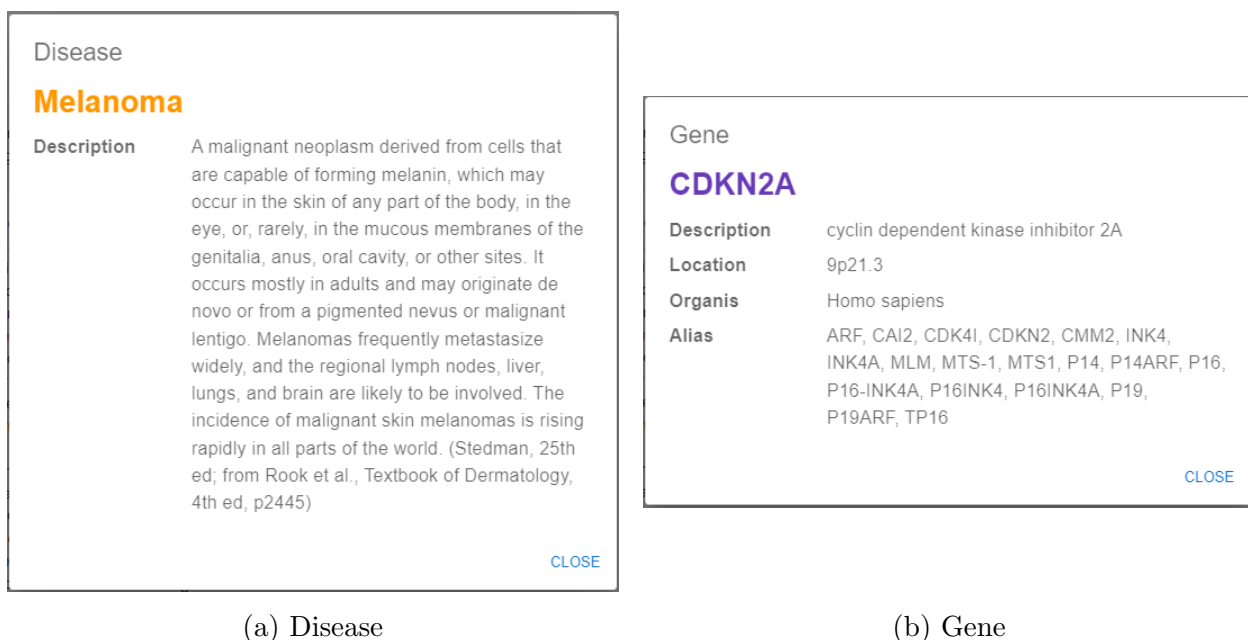 Disease
Melanoma
Description A malignant neoplasm derived from cells that
are capable of forming melanin, which may
occur in the skin of any part of the body, in the
eye, or, rarely, in the mucous membranes of the
genitalia, anus, oral cavity, or other sites. It
occurs mostly in adults and may originate de
novo or from a pigmented nevus or malignant
lentigo. Melanomas frequently metastasize
widely, and the regional lymph nodes, liver,
lungs, and brain are likely to be involved. The
incidence of malignant skin melanomas is rising
rapidly in all parts of the world. (Stedman, 25th
ed; from Rook et al., Textbook of Dermatology,
4th ed, p2445)
CLOSE
(a) Disease
Gene
CDKN2A
Description cyclin dependent kinase inhibitor 2A
Location 9p21.3
Organis Homo sapiens
Alias ARF, CAI2, CDK4I, CDKN2, CMM2, INK4,
INK4A, MLM, MTS-1, MTS1, P14, P14ARF, P16,
P16-INK4A, P16INK4, P16INK4A, P19,
P19ARF, TP16
CLOSE
(b) Gene